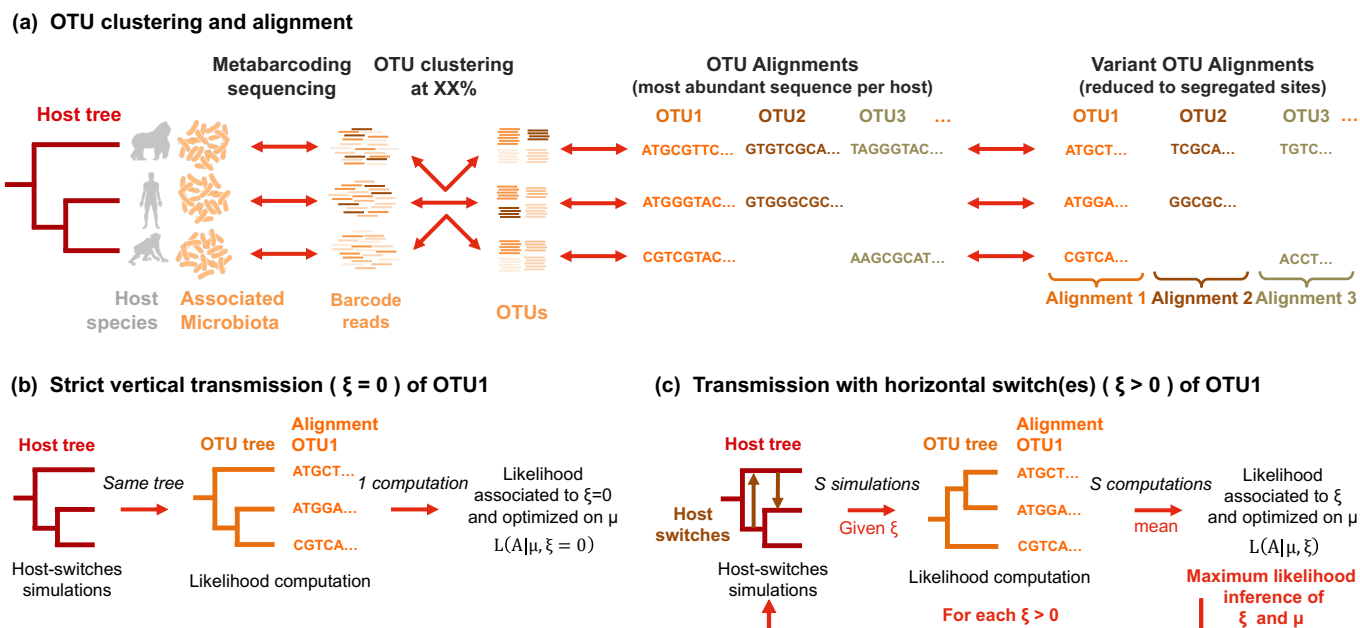 (a) OTU clustering and alignment
Metabarcoding
sequencing
OTU clustering
at XX%
OTU Alignments
(most abundant sequence per host)
Variant OTU Alignments
(reduced to segregated sites)
Host tree
OTU1 OTU2 OTU3 ...
OTU1 OTU2 OTU3 ...
ATGCGTTC... GTGTCGCA... TAGGGTAC...
ATGCT... TCGCA... TGTC...
ATGGGTAC... GTGGGCGC...
ATGGA... GGCGC...
CGTCGTAC... AAGCGCAT...
CGTCA... ACCT...
Host
species
Associated
Microbiota
Barcode
reads
OTUs
Alignment 1 Alignment 2 Alignment 3
(b) Strict vertical transmission ( ξ = 0 ) of OTU1
Host tree
OTU tree
Alignment
OTU1
Same tree
ATGCT...
ATGGA...
CGTCA...
1 computation
Likelihood
associated to ξ=0
and optimized on μ
L(A|μ, ξ = 0)
Host-switches
simulations
Likelihood computation
(c) Transmission with horizontal switch(es) ( ξ > 0 ) of OTU1
Host tree
OTU tree
Alignment
OTU1
Host
switches
S simulations
Given ξ
ATGCT...
ATGGA...
CGTCA...
S computations
mean
Likelihood
associated to ξ
and optimized on μ
L(A|μ, ξ)
Host-switches
simulations
Likelihood computation
For each ξ > 0
Maximum likelihood
inference of
ξ and μ